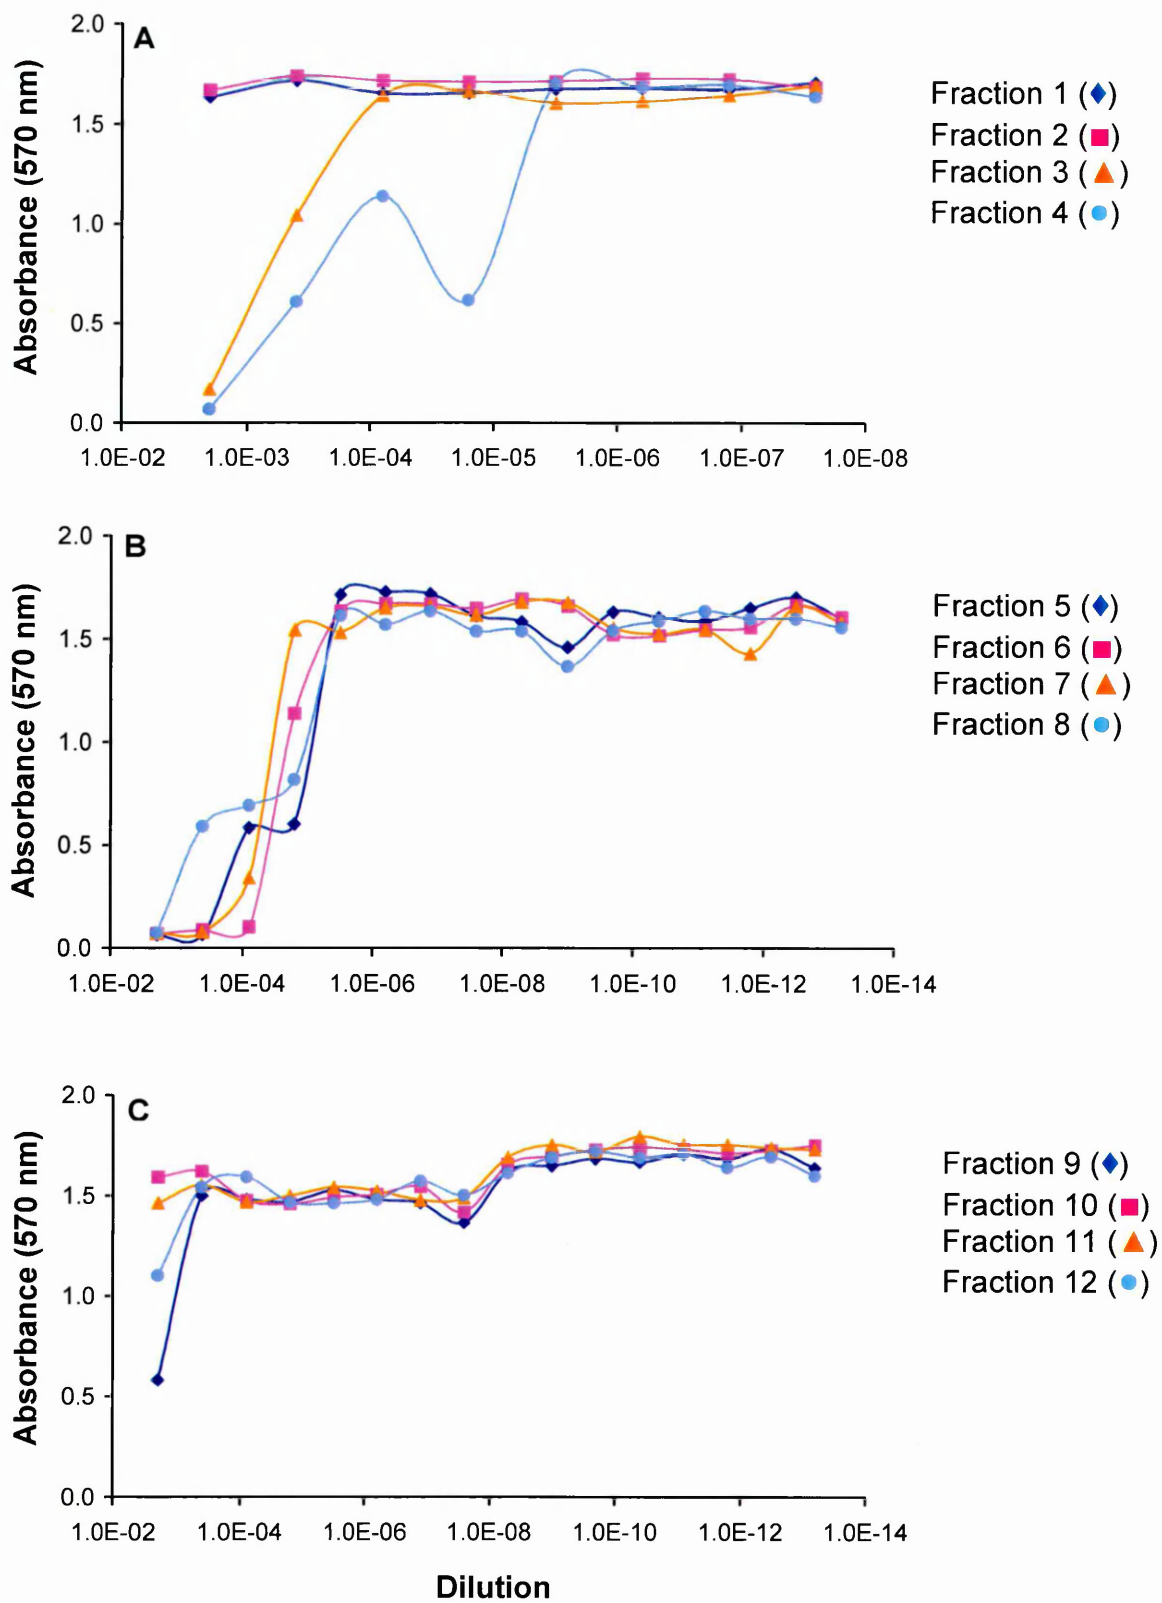 A
2.0
1.5
1.0
0.5
0.0
Absorbance (570 nm)
1.0E-02 1.0E-03 1.0E-04 1.0E-05 1.0E-06 1.0E-07 1.0E-08
Fraction 1 (♦)
Fraction 2 (■)
Fraction 3 (▲)
Fraction 4 (●)
B
2.0
1.5
1.0
0.5
0.0
Absorbance (570 nm)
1.0E-02 1.0E-04 1.0E-06 1.0E-08 1.0E-10 1.0E-12 1.0E-14
Fraction 5 (♦)
Fraction 6 (■)
Fraction 7 (▲)
Fraction 8 (●)
C
2.0
1.5
1.0
0.5
0.0
Absorbance (570 nm)
1.0E-02 1.0E-04 1.0E-06 1.0E-08 1.0E-10 1.0E-12 1.0E-14
Fraction 9 (♦)
Fraction 10 (■)
Fraction 11 (▲)
Fraction 12 (●)
Dilution